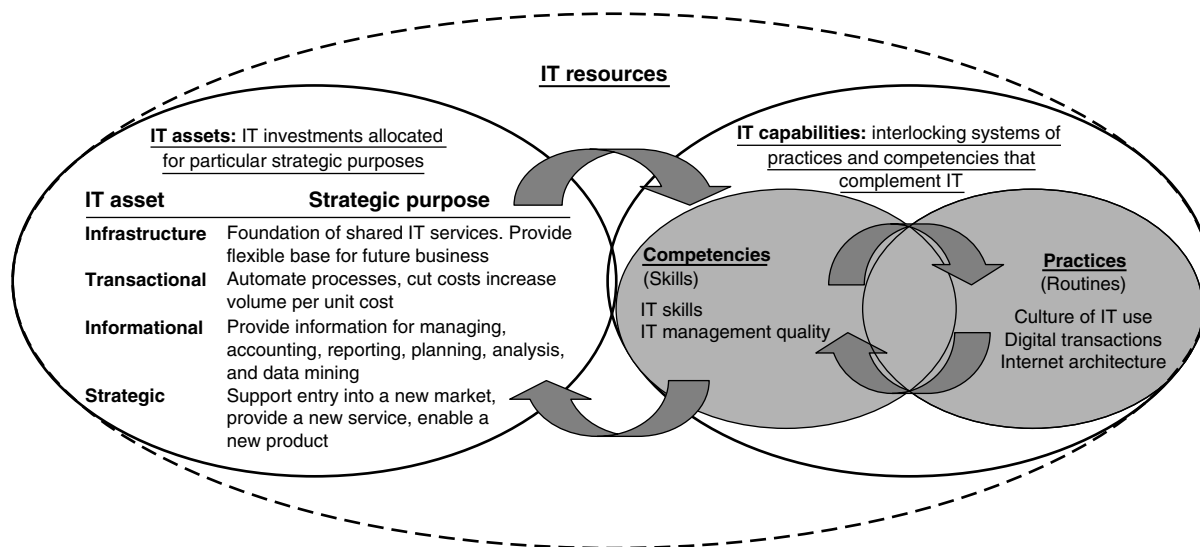 IT resources
IT assets: IT investments allocated
for particular strategic purposes
IT asset Strategic purpose
Infrastructure Foundation of shared IT services. Provide
flexible base for future business
Transactional Automate processes, cut costs increase
volume per unit cost
Informational Provide information for managing,
accounting, reporting, planning, analysis,
and data mining
Strategic Support entry into a new market,
provide a new service, enable a
new product
IT capabilities: interlocking systems of
practices and competencies that
complement IT
Competencies
(Skills)
IT skills
IT management quality
Practices
(Routines)
Culture of IT use
Digital transactions
Internet architecture